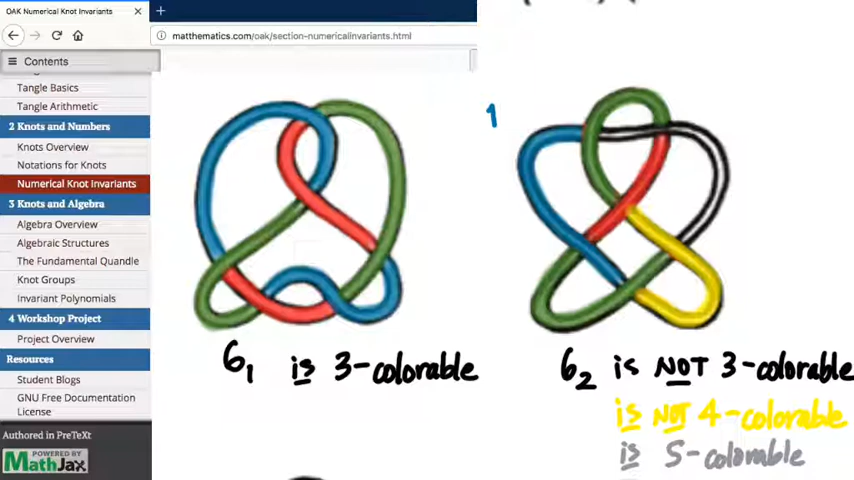 OAK Numerical Knot Invariants
matthematics.com/oak/section-numericalinvariants.html
Contents
Tangle Basics
Tangle Arithmetic
2 Knots and Numbers
Knots Overview
Notations for Knots
Numerical Knot Invariants
3 Knots and Algebra
Algebra Overview
Algebraic Structures
The Fundamental Quandle
Knot Groups
Invariant Polynomials
4 Workshop Project
Project Overview
Resources
Student Blogs
GNU Free Documentation
License
Authored in PreTeXt
POWERED BY
MathJax
1
6₁ is 3-colorable
6₂ is NOT 3-colorable
is NOT 4-colorable
is 5-colorable